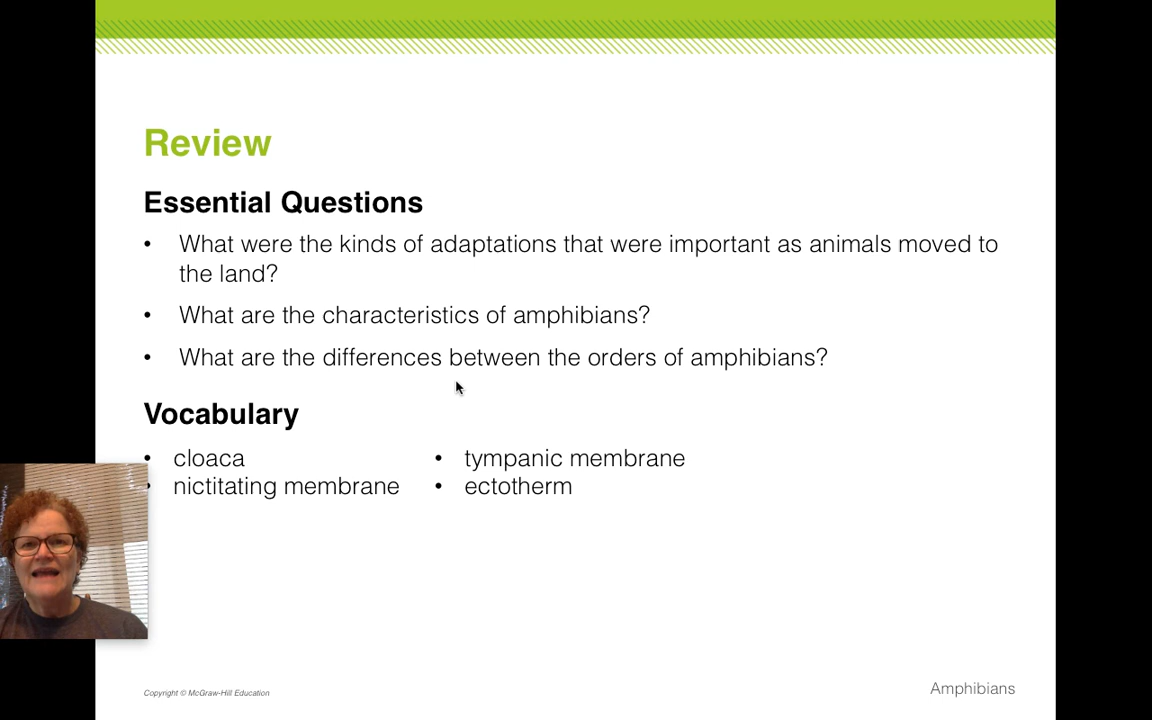 Review
Essential Questions
• What were the kinds of adaptations that were important as animals moved to
the land?
• What are the characteristics of amphibians?
• What are the differences between the orders of amphibians?
Vocabulary
• cloaca
• nictitating membrane
• tympanic membrane
• ectotherm
Copyright © McGraw-Hill Education
Amphibians